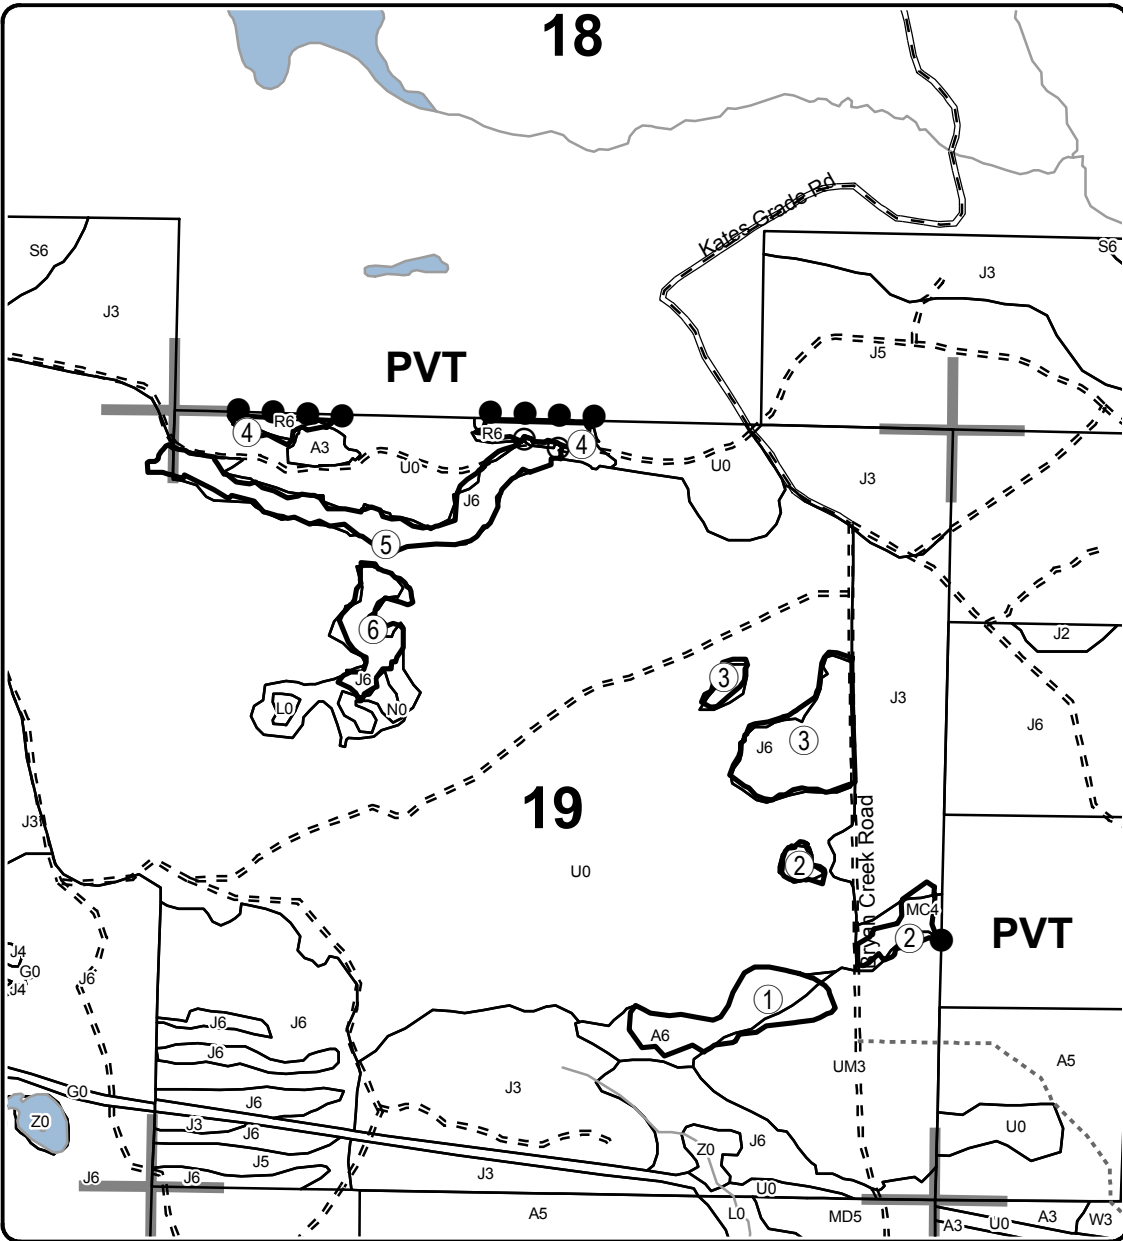 18
Kates Grade Rd
S6
S6
J3
J3
J5
PVT
R6
4
A3
R6
4
U0
U0
J3
J6
5
6
J2
J6
N0
L0
3
J3
J6
J6
3
19
J3
Bryan Creek Road
2
U0
MC4
2
PVT
J4
G0
J4
J6
1
J6
J6
A6
J6
UM3
A5
G0
J3
J6
Z0
J3
J6
U0
J6
Z0
J5
J6
J6
J3
U0
A5
L0
MD5
A3
U0
A3
W3